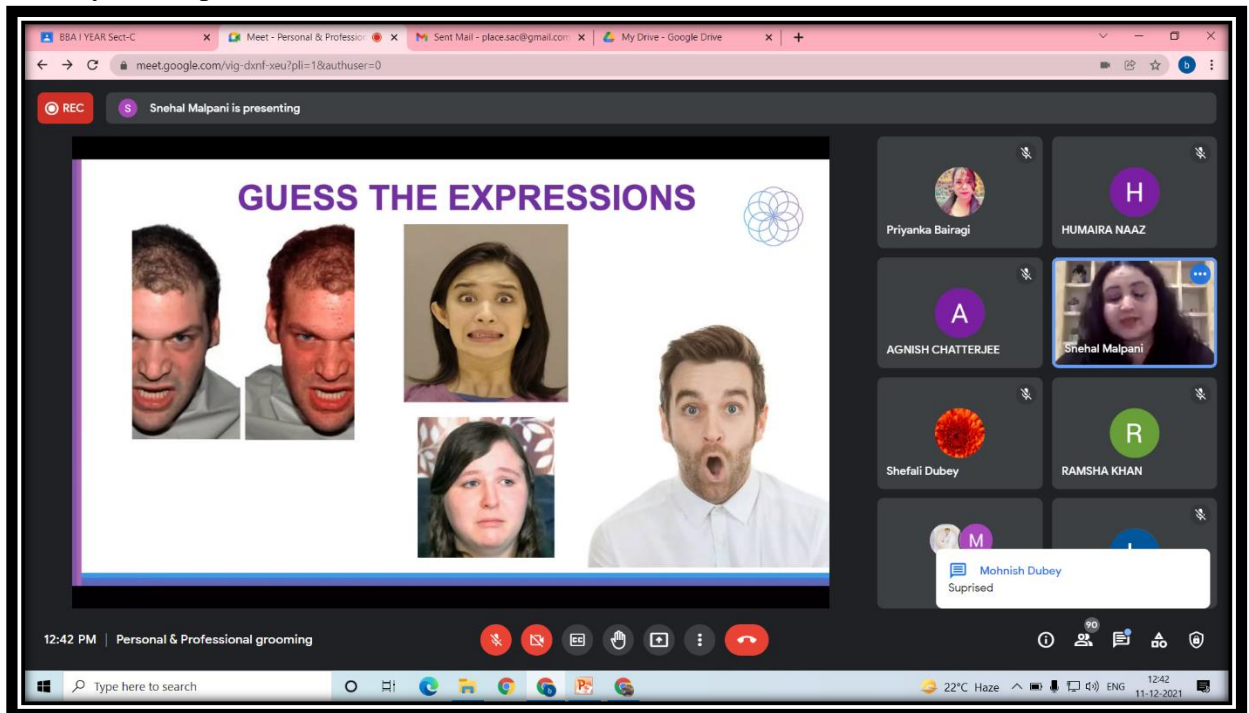 BBA I YEAR Sect-C
Meet - Personal & Profession
Sent Mail - place.sac@gmail.com
My Drive - Google Drive
meet.google.com/vig-dxnf-xeu?pli=1&authuser=0
b
REC
S
Snehal Malpani is presenting
GUESS THE EXPRESSIONS
Priyanka Bairagi
H
HUMAIRA NAAZ
A
AGNISH CHATTERJEE
Snehal Malpani
Shefali Dubey
R
RAMSHA KHAN
M
Mohnish Dubey
Suprised
12:42 PM | Personal & Professional grooming
90
Type here to search
22°C Haze
ENG
12:42
11-12-2021